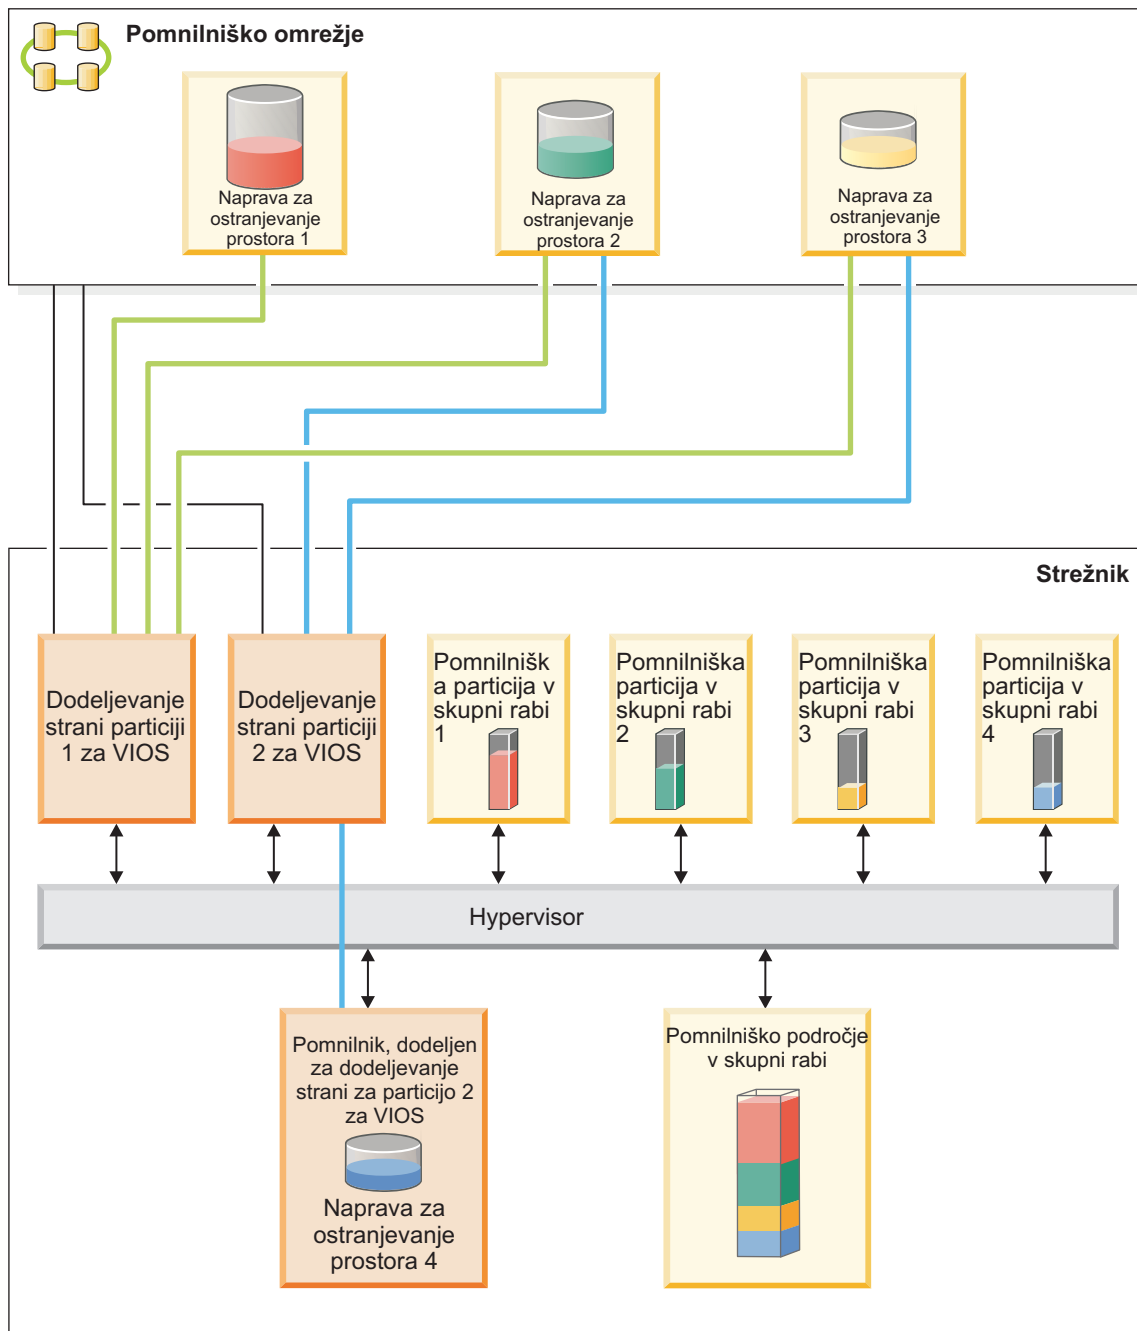 Pomnilniško omrežje
Naprava za
ostranjevanje
prostora 1
Naprava za
ostranjevanje
prostora 2
Naprava za
ostranjevanje
prostora 3
Strežnik
Dodeljevanje
strani particiji
1 za VIOS
Dodeljevanje
strani particiji
2 za VIOS
Pomnilnišk
a particija v
skupni rabi
1
Pomnilniška
particija v
skupni rabi
2
Pomnilniška
particija v
skupni rabi
3
Pomnilniška
particija v
skupni rabi
4
Hypervisor
Pomnilnik, dodeljen
za dodeljevanje
strani za particijo 2
za VIOS
Naprava za
ostranjevanje
prostora 4
Pomnilniško področje
v skupni rabi